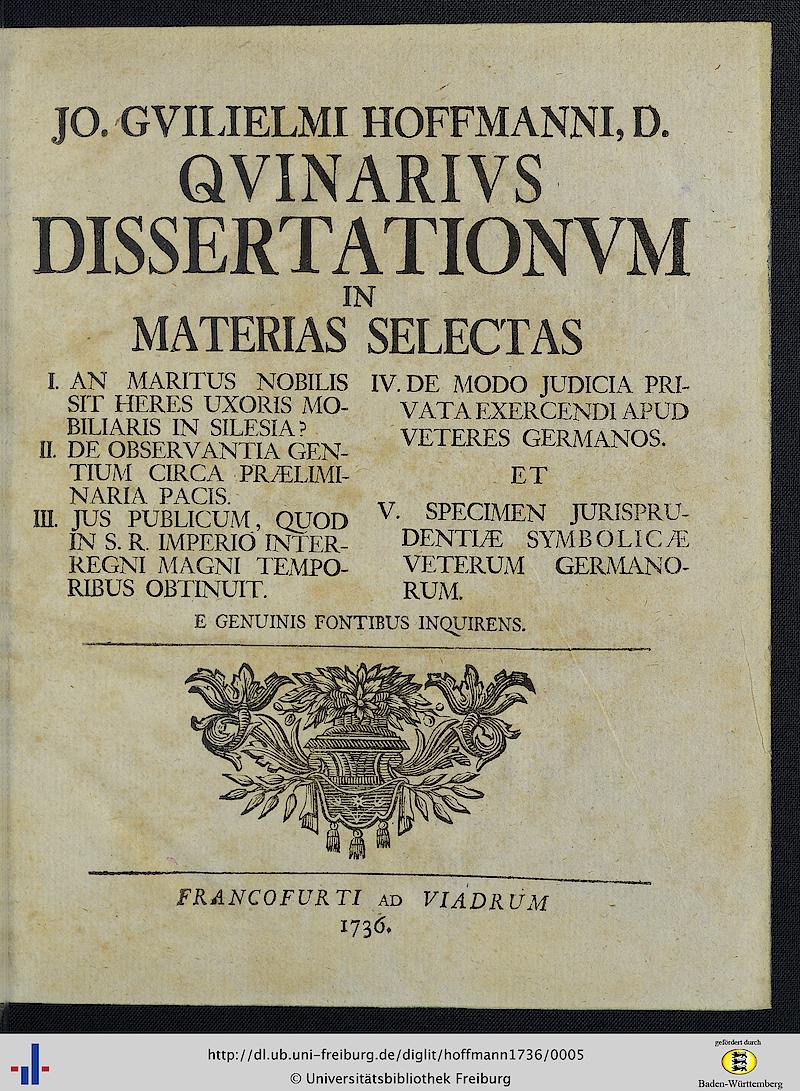 JO. GVILIELMI HOFFMANNI, D.
QVINARIVS
DISSERTATIONVM
IN
MATERIAS SELECTAS
I. AN MARITUS NOBILIS
SIT HERES UXORIS MO-
BILIARIS IN SILESIA?
II. DE OBSERVANTIA GEN-
TIUM CIRCA PRÆLIMI-
NARIA PACIS.
III. JUS PUBLICUM, QUOD
IN S. R. IMPERIO INTER-
REGNI MAGNI TEMPO-
RIBUS OBTINUIT.
IV. DE MODO JUDICIA PRI-
VATA EXERCENDI APUD
VETERES GERMANOS.
ET
V. SPECIMEN JURISPRU-
DENTIÆ SYMBOLICÆ
VETERUM GERMANO-
RUM.
E GENUINIS FONTIBUS INQUIRENS.
FRANCOFURTI AD VIADRUM
1736.
http://dl.ub.uni-freiburg.de/diglit/hoffmann1736/0005
© Universitätsbibliothek Freiburg
gefördert durch
Baden-Württemberg